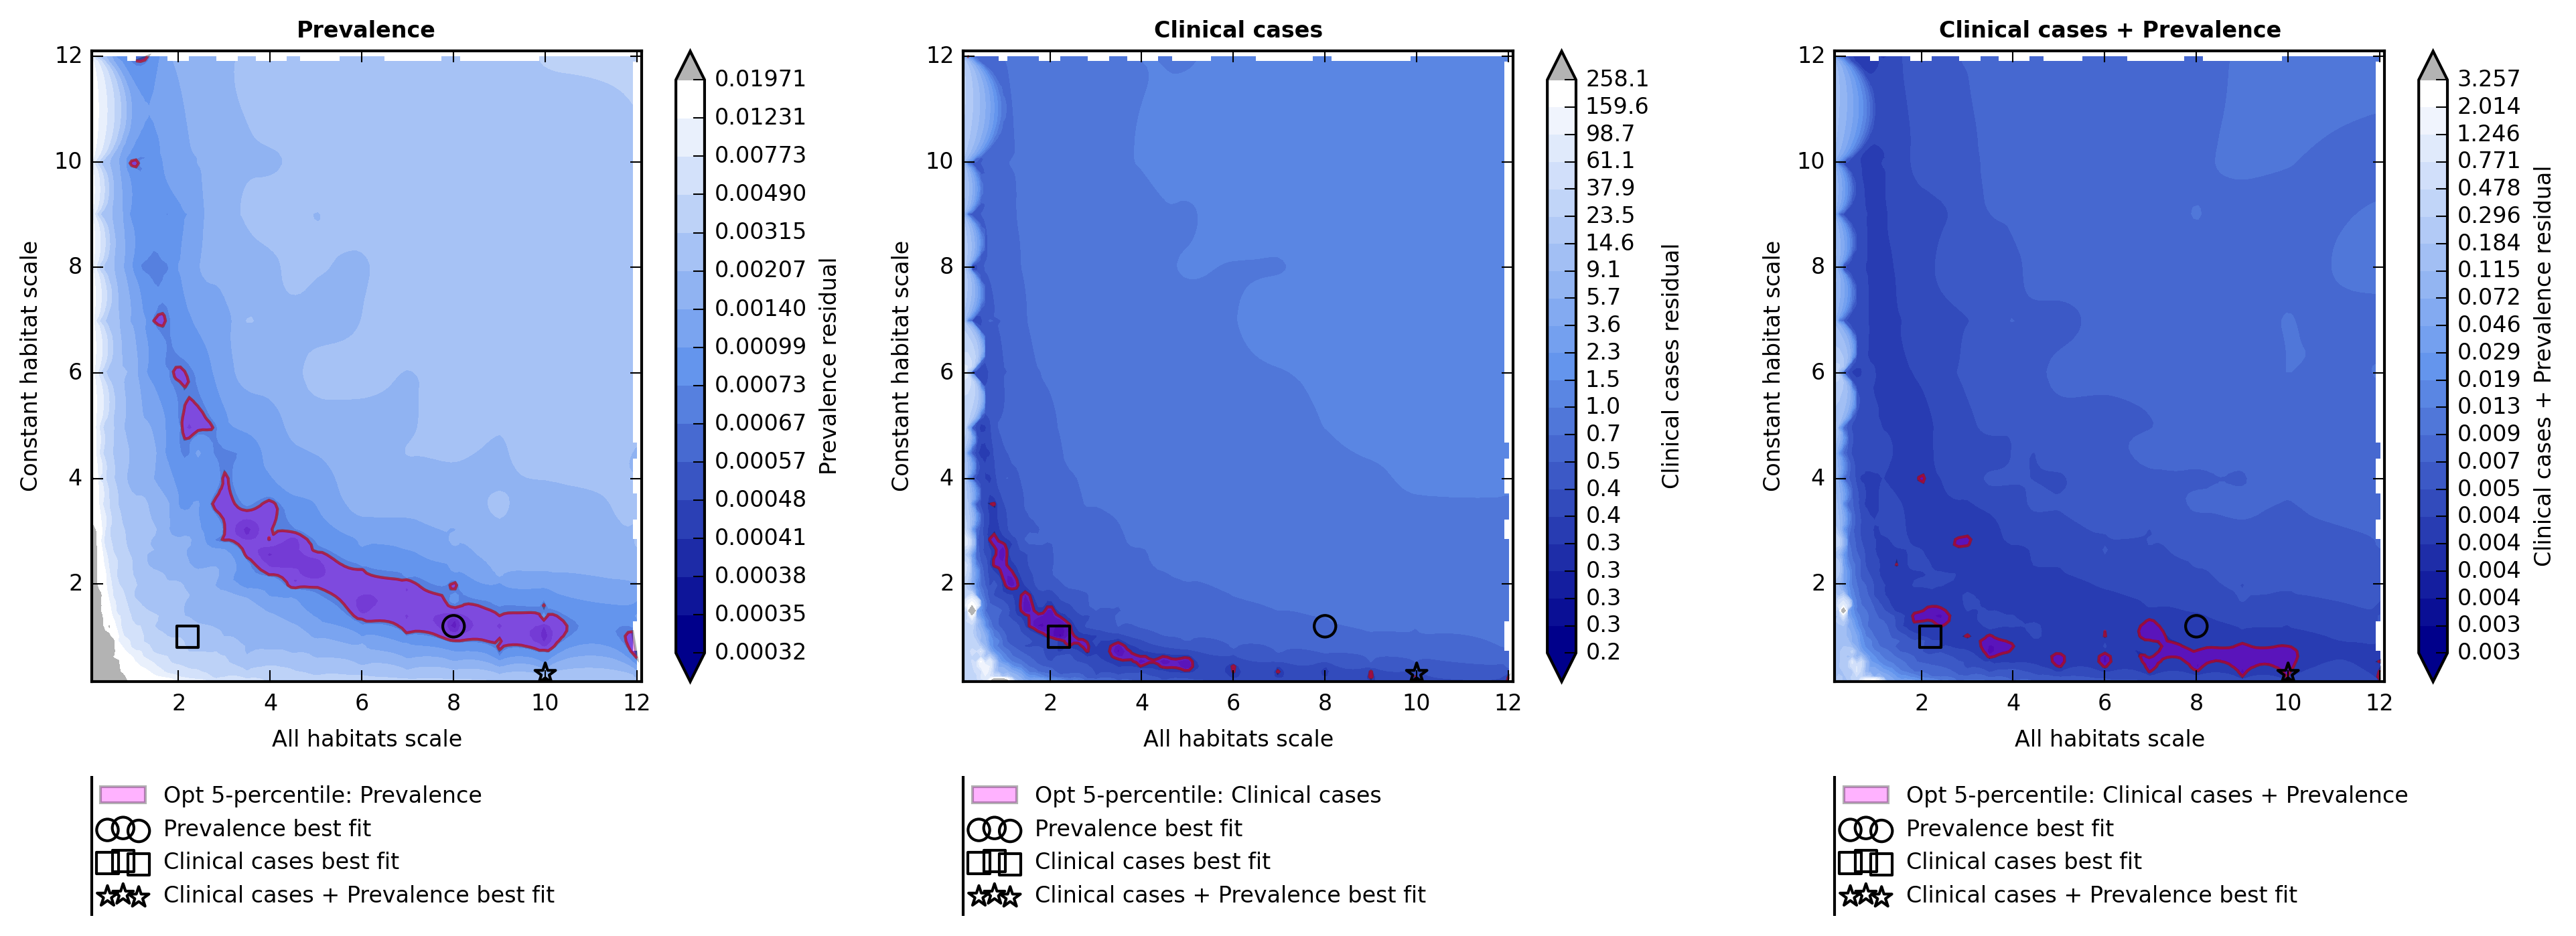 Prevalence
12
10
8
6
4
2
Constant habitat scale
2 4 6 8 10 12
All habitats scale
0.01971
0.01231
0.00773
0.00490
0.00315
0.00207
0.00140
0.00099
0.00073
0.00067
0.00057
0.00048
0.00041
0.00038
0.00035
0.00032
Prevalence residual
Opt 5-percentile: Prevalence
Prevalence best fit
Clinical cases best fit
Clinical cases + Prevalence best fit
Clinical cases
12
10
8
6
4
2
Constant habitat scale
2 4 6 8 10 12
All habitats scale
258.1
159.6
98.7
61.1
37.9
23.5
14.6
9.1
5.7
3.6
2.3
1.5
1.0
0.7
0.5
0.4
0.4
0.3
0.3
0.3
0.3
0.2
Clinical cases residual
Opt 5-percentile: Clinical cases
Prevalence best fit
Clinical cases best fit
Clinical cases + Prevalence best fit
Clinical cases + Prevalence
12
10
8
6
4
2
Constant habitat scale
2 4 6 8 10 12
All habitats scale
3.257
2.014
1.246
0.771
0.478
0.296
0.184
0.115
0.072
0.046
0.029
0.019
0.013
0.009
0.007
0.005
0.004
0.004
0.004
0.004
0.003
0.003
Clinical cases + Prevalence residual
Opt 5-percentile: Clinical cases + Prevalence
Prevalence best fit
Clinical cases best fit
Clinical cases + Prevalence best fit